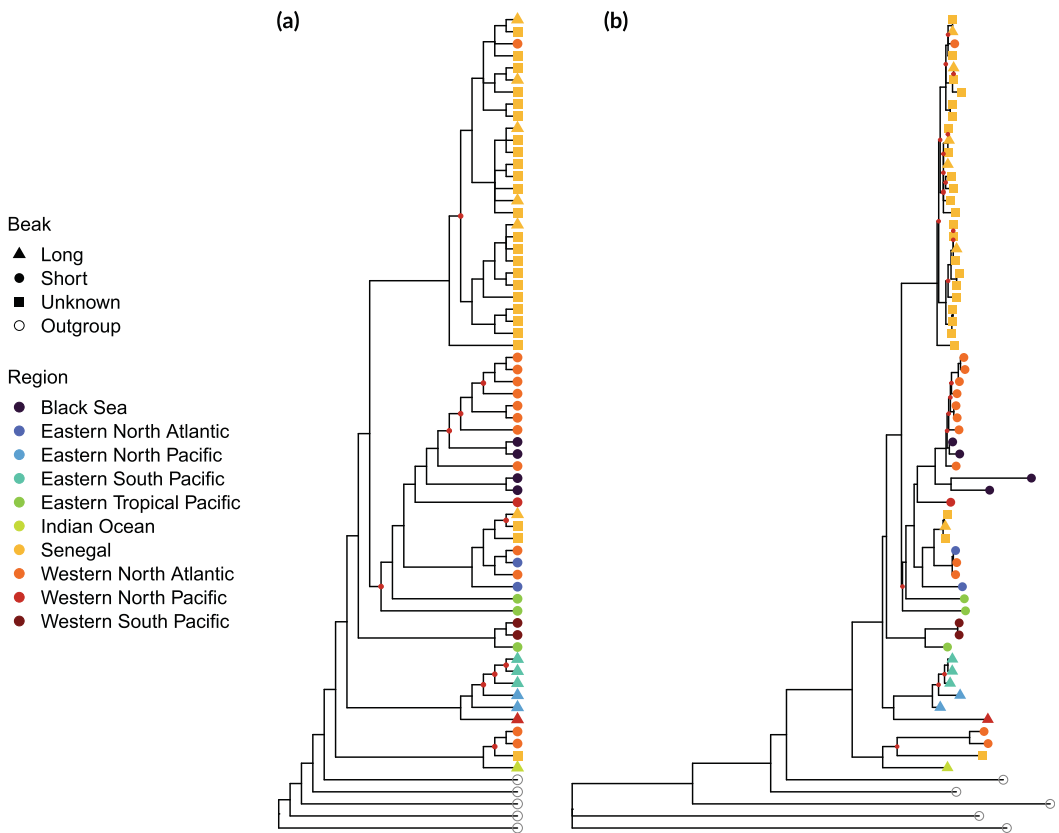 (a)
(b)
Beak
Long
Short
Unknown
Outgroup
Region
Black Sea
Eastern North Atlantic
Eastern North Pacific
Eastern South Pacific
Eastern Tropical Pacific
Indian Ocean
Senegal
Western North Atlantic
Western North Pacific
Western South Pacific